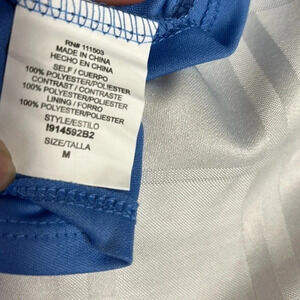 RN# 111503
MADE IN CHINA
HECHO EN CHINA
SELF / CUERPO
100% POLYESTER/POLIESTER
CONTRAST / CONTRASTE
100% POLYESTER/POLIESTER
LINING / FORRO
100% POLYESTER/POLIESTER
STYLE/ESTILO
I914592B2
SIZE/TALLA
M